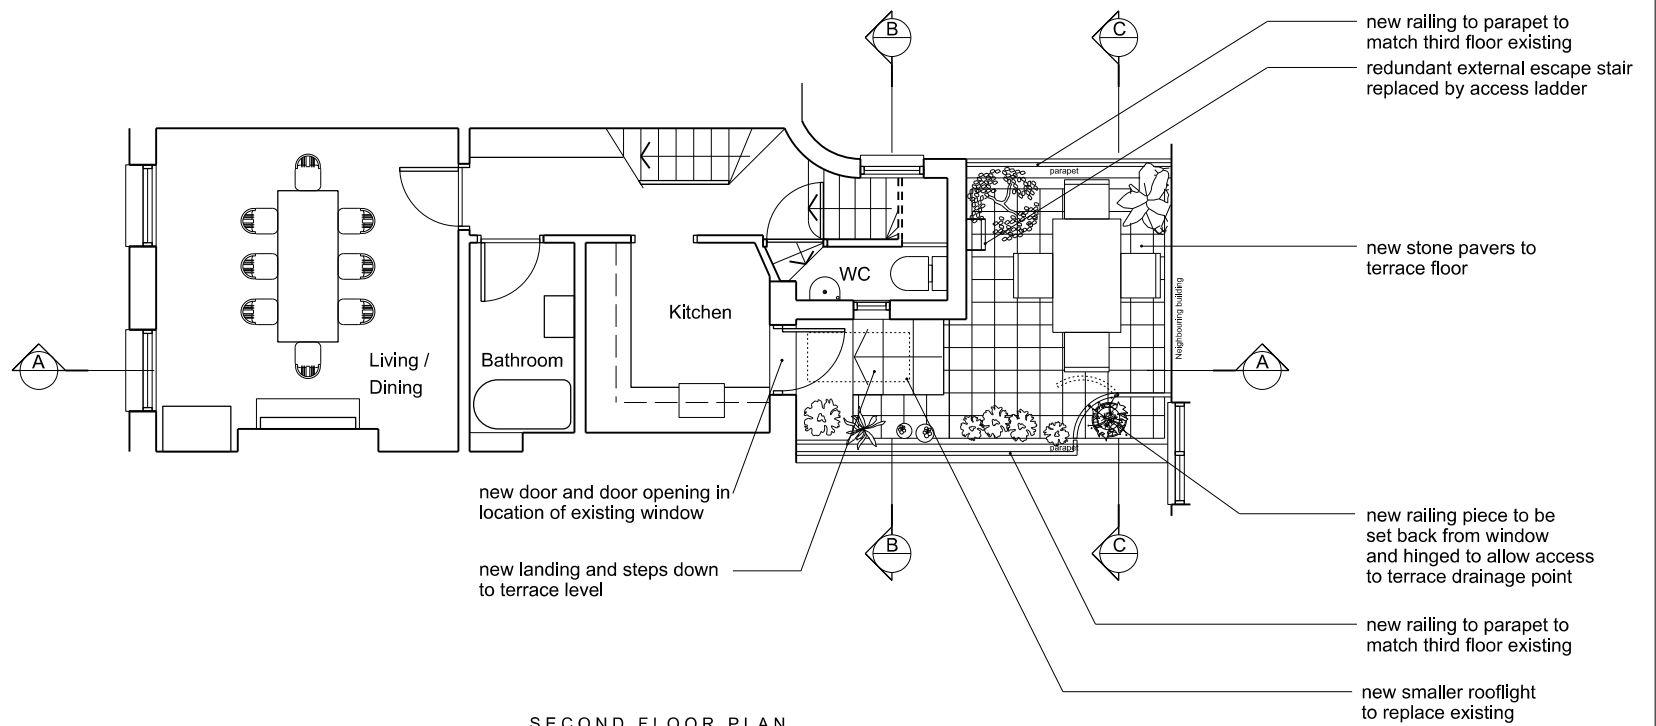 B
C
new railing to parapet to
match third floor existing
redundant external escape stair
replaced by access ladder
parapet
new stone pavers to
terrace floor
WC
Kitchen
Neighbouring building
A
Living /
Dining
Bathroom
A
parapet
new door and door opening in
location of existing window
B
C
new railing piece to be
set back from window
and hinged to allow access
to terrace drainage point
new landing and steps down
to terrace level
new railing to parapet to
match third floor existing
new smaller rooflight
to replace existing
SECOND FLOOR PLAN